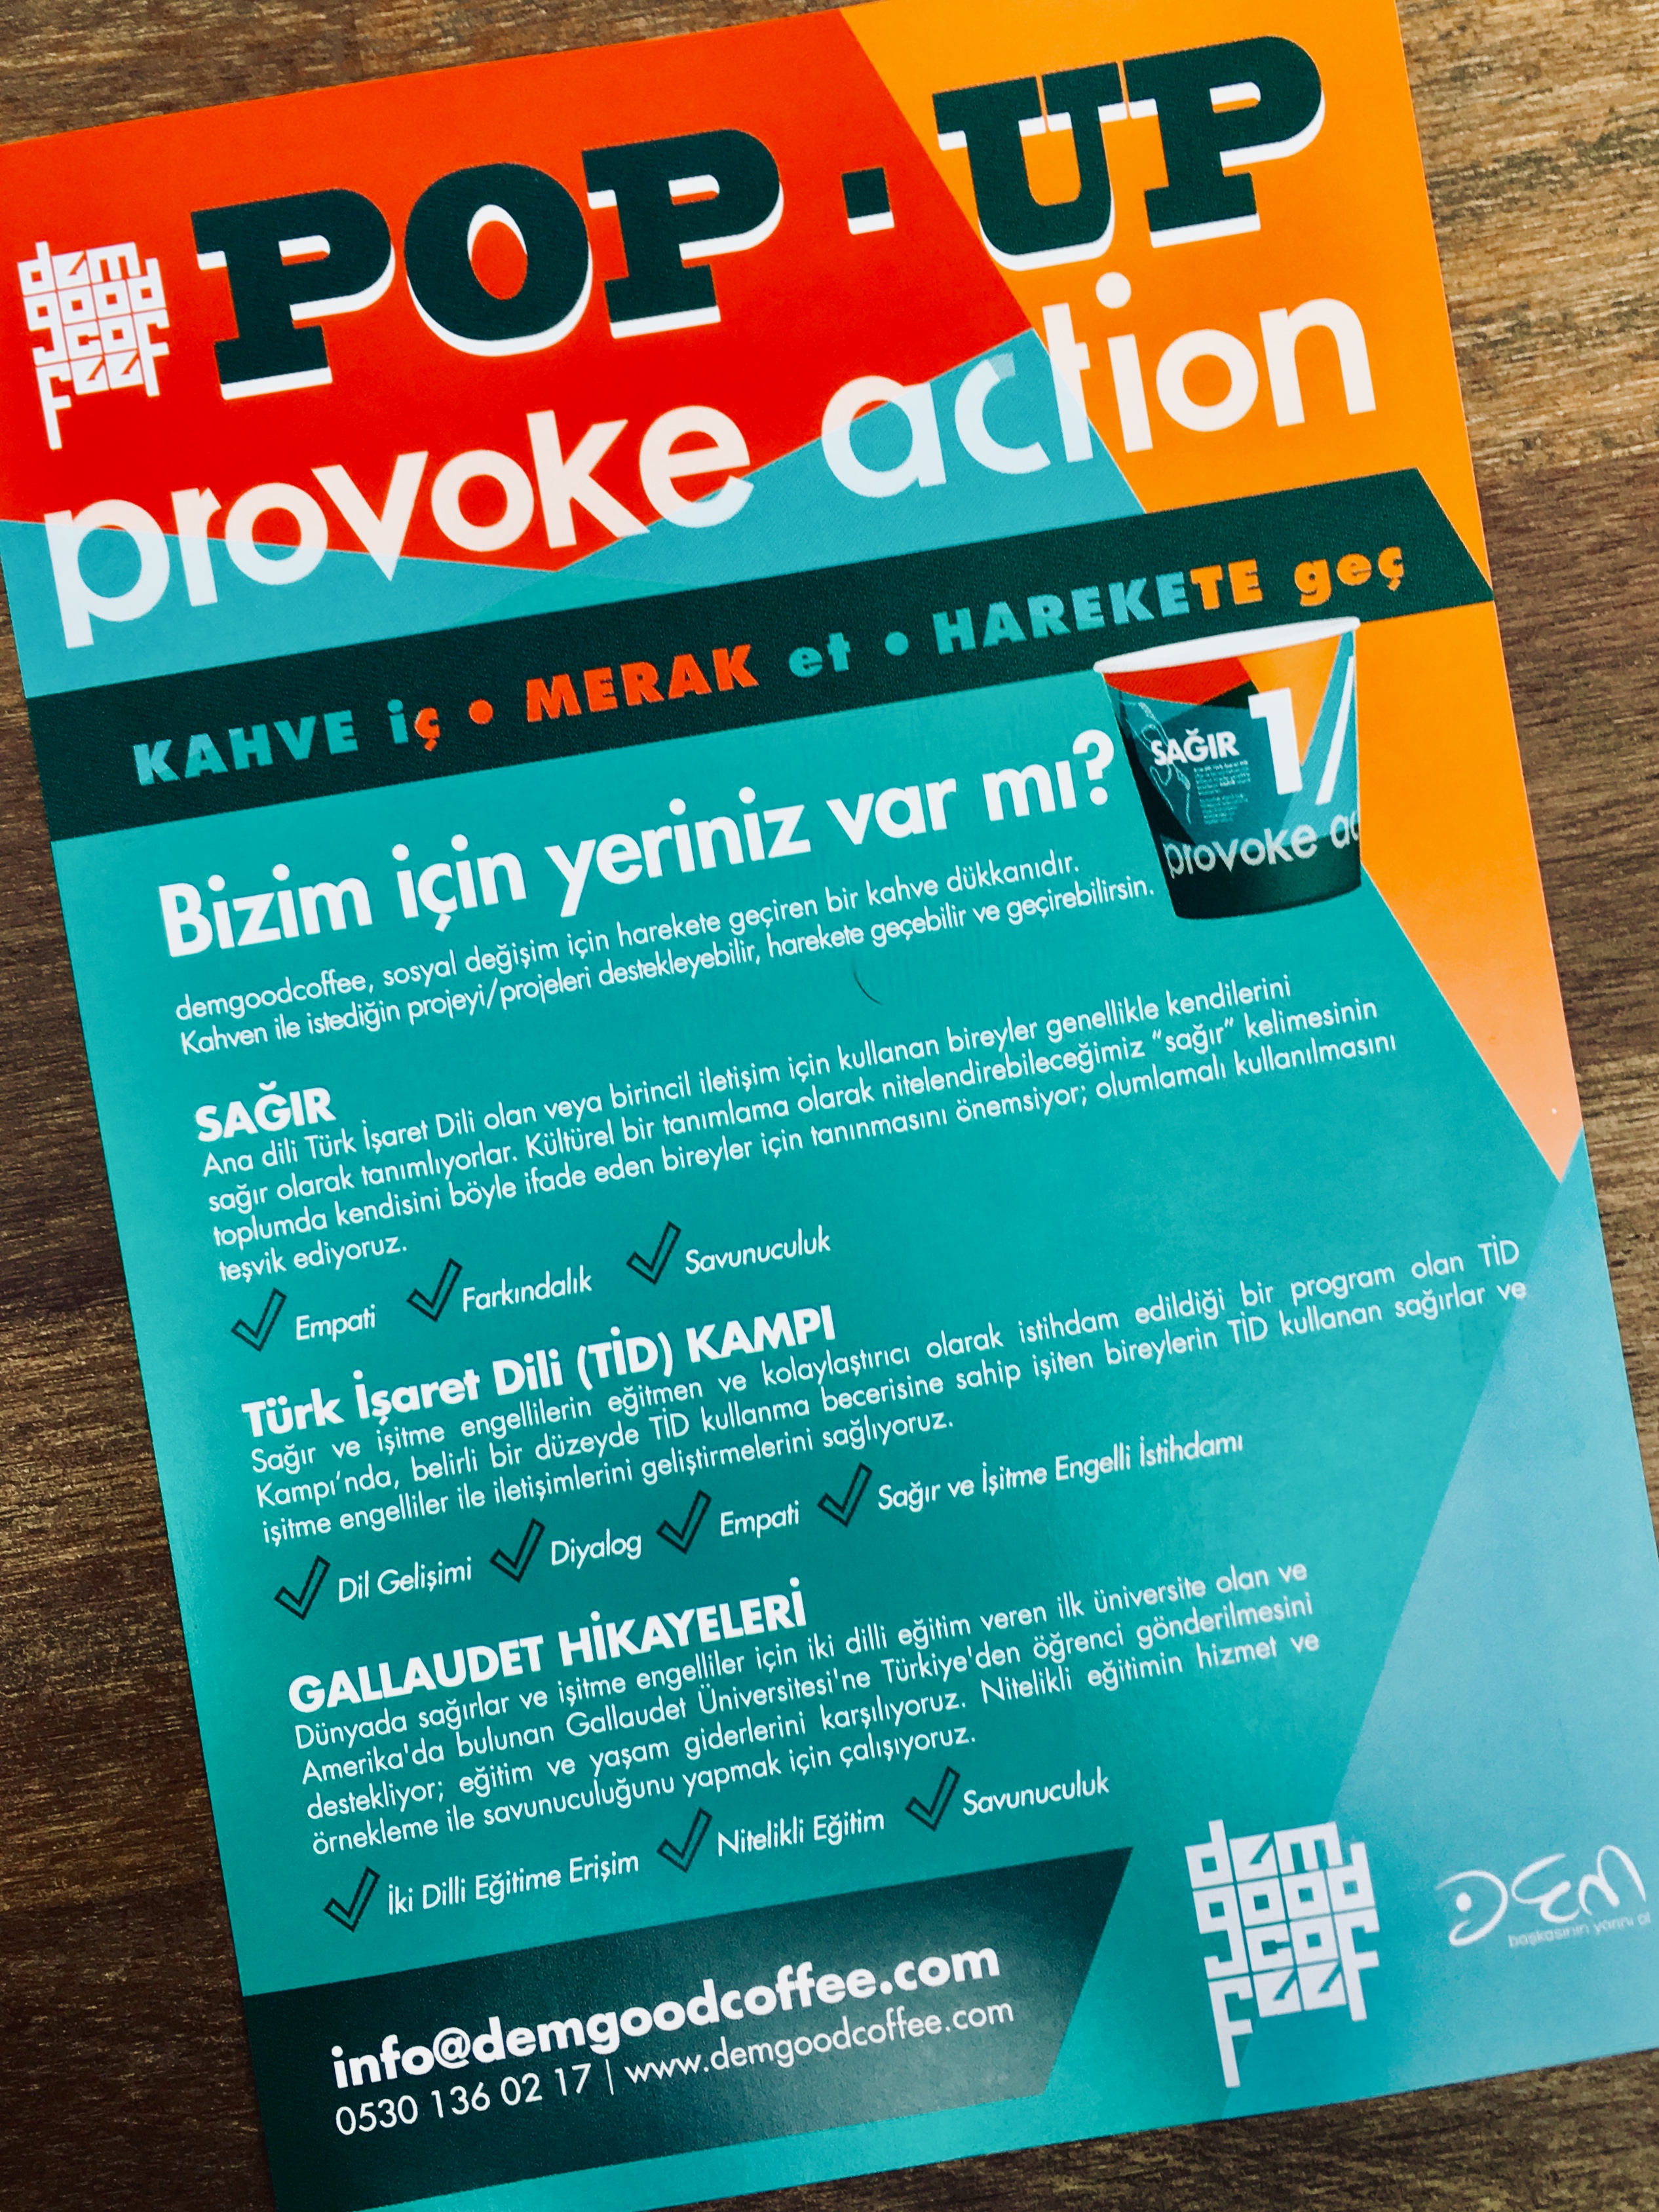 dem
good
cof
feef
POP·UP
provoke action
KAHVE iç • MERAK et • HAREKETE geç
Bizim için yeriniz var mı?
SAĞIR
1/
provoke ac
demgoodcoffee, sosyal değişim için harekete geçiren bir kahve dükkanıdır.
Kahven ile istediğin projeyi/projeleri destekleyebilir, harekete geçebilir ve geçirebilirsin.
SAĞIR
Ana dili Türk İşaret Dili olan veya birincil iletişim için kullanan bireyler genellikle kendilerini
sağır olarak tanımlıyorlar. Kültürel bir tanımlama olarak nitelendirebileceğimiz "sağır" kelimesinin
toplumda kendisini böyle ifade eden bireyler için tanınmasını önemsiyor; olumlamalı kullanılmasını
teşvik ediyoruz.
Empati Farkındalık Savunuculuk
Türk İşaret Dili (TİD) KAMPI
Sağır ve işitme engellilerin eğitmen ve kolaylaştırıcı olarak istihdam edildiği bir program olan TİD
Kampı'nda, belirli bir düzeyde TİD kullanma becerisine sahip işiten bireylerin TİD kullanan sağırlar ve
işitme engelliler ile iletişimlerini geliştirmelerini sağlıyoruz.
Dil Gelişimi Diyalog Empati Sağır ve İşitme Engelli İstihdamı
GALLAUDET HİKAYELERİ
Dünyada sağırlar ve işitme engelliler için iki dilli eğitim veren ilk üniversite olan ve
Amerika'da bulunan Gallaudet Üniversitesi'ne Türkiye'den öğrenci gönderilmesini
destekliyor; eğitim ve yaşam giderlerini karşılıyoruz. Nitelikli eğitimin hizmet ve
örnekleme ile savunuculuğunu yapmak için çalışıyoruz.
İki Dilli Eğitime Erişim Nitelikli Eğitim Savunuculuk
info@demgoodcoffee.com
0530 136 02 17 | www.demgoodcoffee.com
dem
good
cof
feef
DEM
başkasının yarını ol